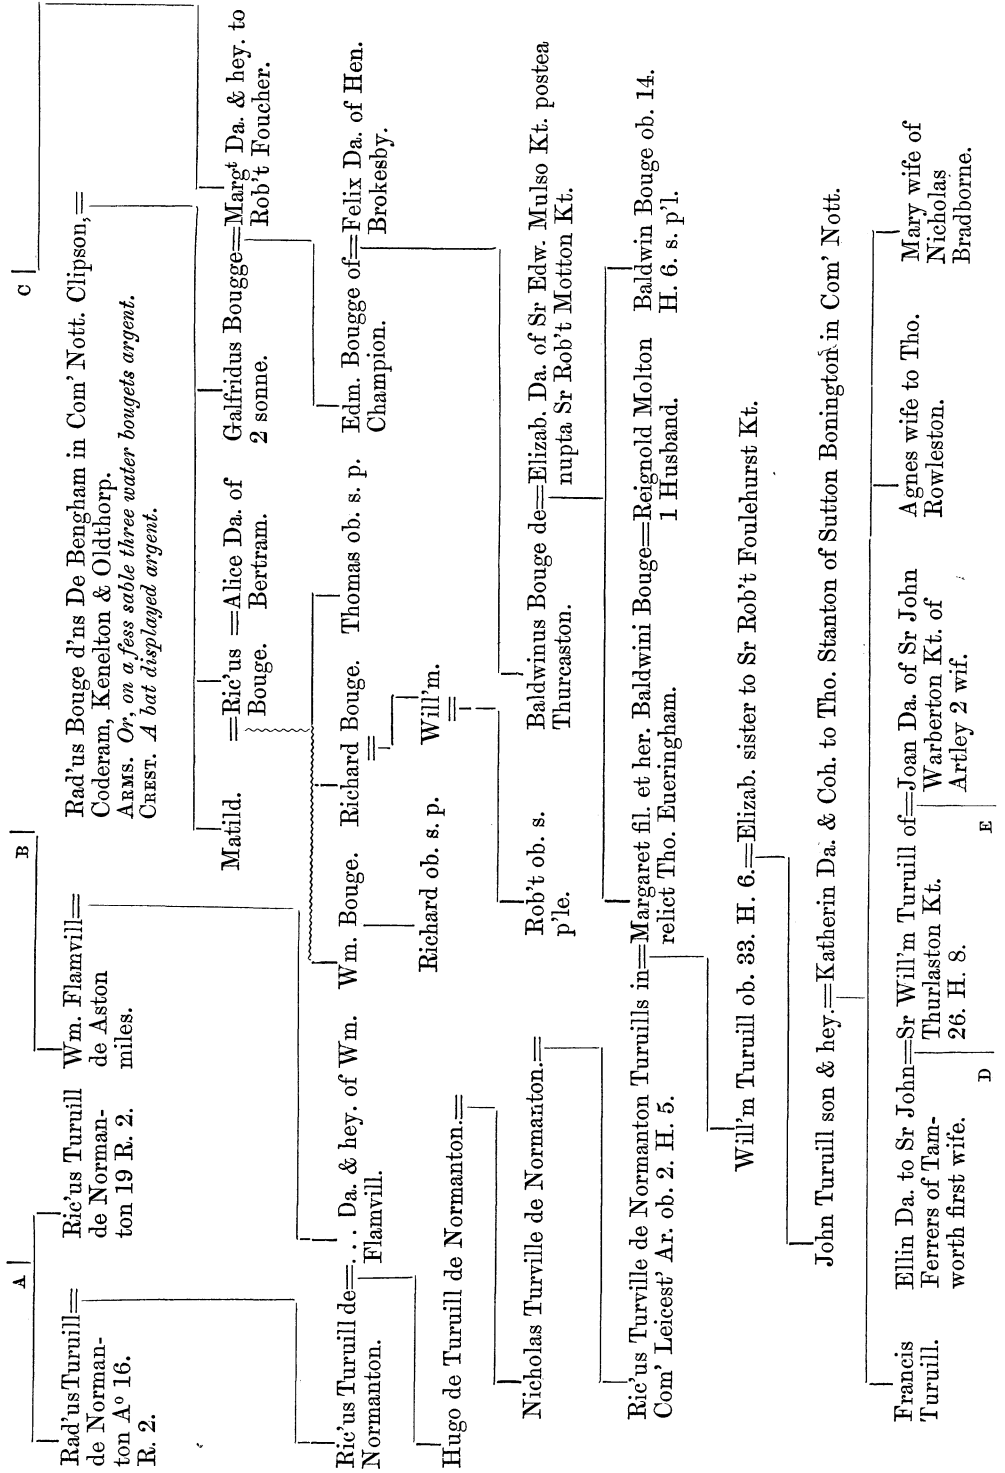 A
B
C
Rad'us Turuill=
de Norman-
ton Aº 16.
R. 2.
Ric'us Turuill
de Norman-
ton 19 R. 2.
Wm. Flamvill=
de Aston
miles.
Rad'us Bouge d'ns De Bengham in Com' Nott. Clipson,=
Coderam, Kenelton & Oldthorp.
ARMS. Or, on a fess sable three water bougets argent.
CREST. A bat displayed argent.
Matild.
=Ric'us =Alice Da. of
Bouge. Bertram.
Galfridus Bougge=Margt Da. & hey. to
2 sonne. Rob't Foucher.
Ric'us Turuill de=. . . . Da. & hey. of Wm.
Normanton. Flamvill.
Wm. Bouge.
Richard Bouge.
Thomas ob. s. p.
Edm. Bougge of=Felix Da. of Hen.
Champion. Brokesby.
Hugo de Turuill de Normanton.=
Richard ob. s. p.
Will'm.
Nicholas Turville de Normanton.=
Rob't ob. s.
p'le.
Baldwinus Bouge de=Elizab. Da. of Sr Edw. Mulso Kt. postea
Thurcaston. nupta Sr Rob't Motton Kt.
Ric'us Turville de Normanton Turuills in=Margaret fil. et her. Baldwini Bouge=Reignold Molton
Com' Leicest' Ar. ob. 2. H. 5. relict Tho. Eueringham. 1 Husband.
Baldwin Bouge ob. 14.
H. 6. s. p'l.
Will'm Turuill ob. 33. H. 6.=Elizab. sister to Sr Rob't Foulehurst Kt.
John Turuill son & hey.=Katherin Da. & Coh. to Tho. Stanton of Sutton Bonington in Com' Nott.
Francis
Turuill.
Ellin Da. to Sr John=Sr Will'm Turuill of=Joan Da. of Sr John
Ferrers of Tam- Thurlaston Kt. Warberton Kt. of
worth first wife. 26. H. 8. Artley 2 wif.
Agnes wife to Tho.
Rowleston.
Mary wife of
Nicholas
Bradborne.
D
E